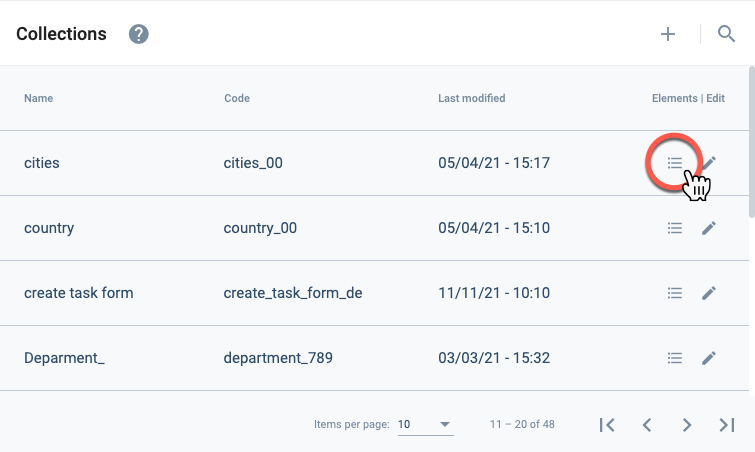 Collections ?
Name Code Last modified Elements | Edit
cities cities_00 05/04/21 - 15:17
country country_00 05/04/21 - 15:10
create task form create_task_form_de 11/11/21 - 10:10
Deparment_ department_789 03/03/21 - 15:32
Items per page: 10 11 – 20 of 48